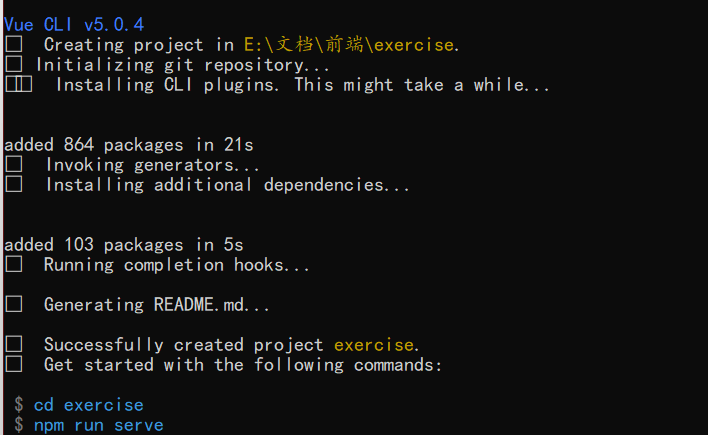 Vue CLI v5.0.4
□ Creating project in E:\文档\前端\exercise.
□ Initializing git repository...
□□ Installing CLI plugins. This might take a while...
added 864 packages in 21s
□ Invoking generators...
□ Installing additional dependencies...
added 103 packages in 5s
□ Running completion hooks...
□ Generating README.md...
□ Successfully created project exercise.
□ Get started with the following commands:
$ cd exercise
$ npm run serve